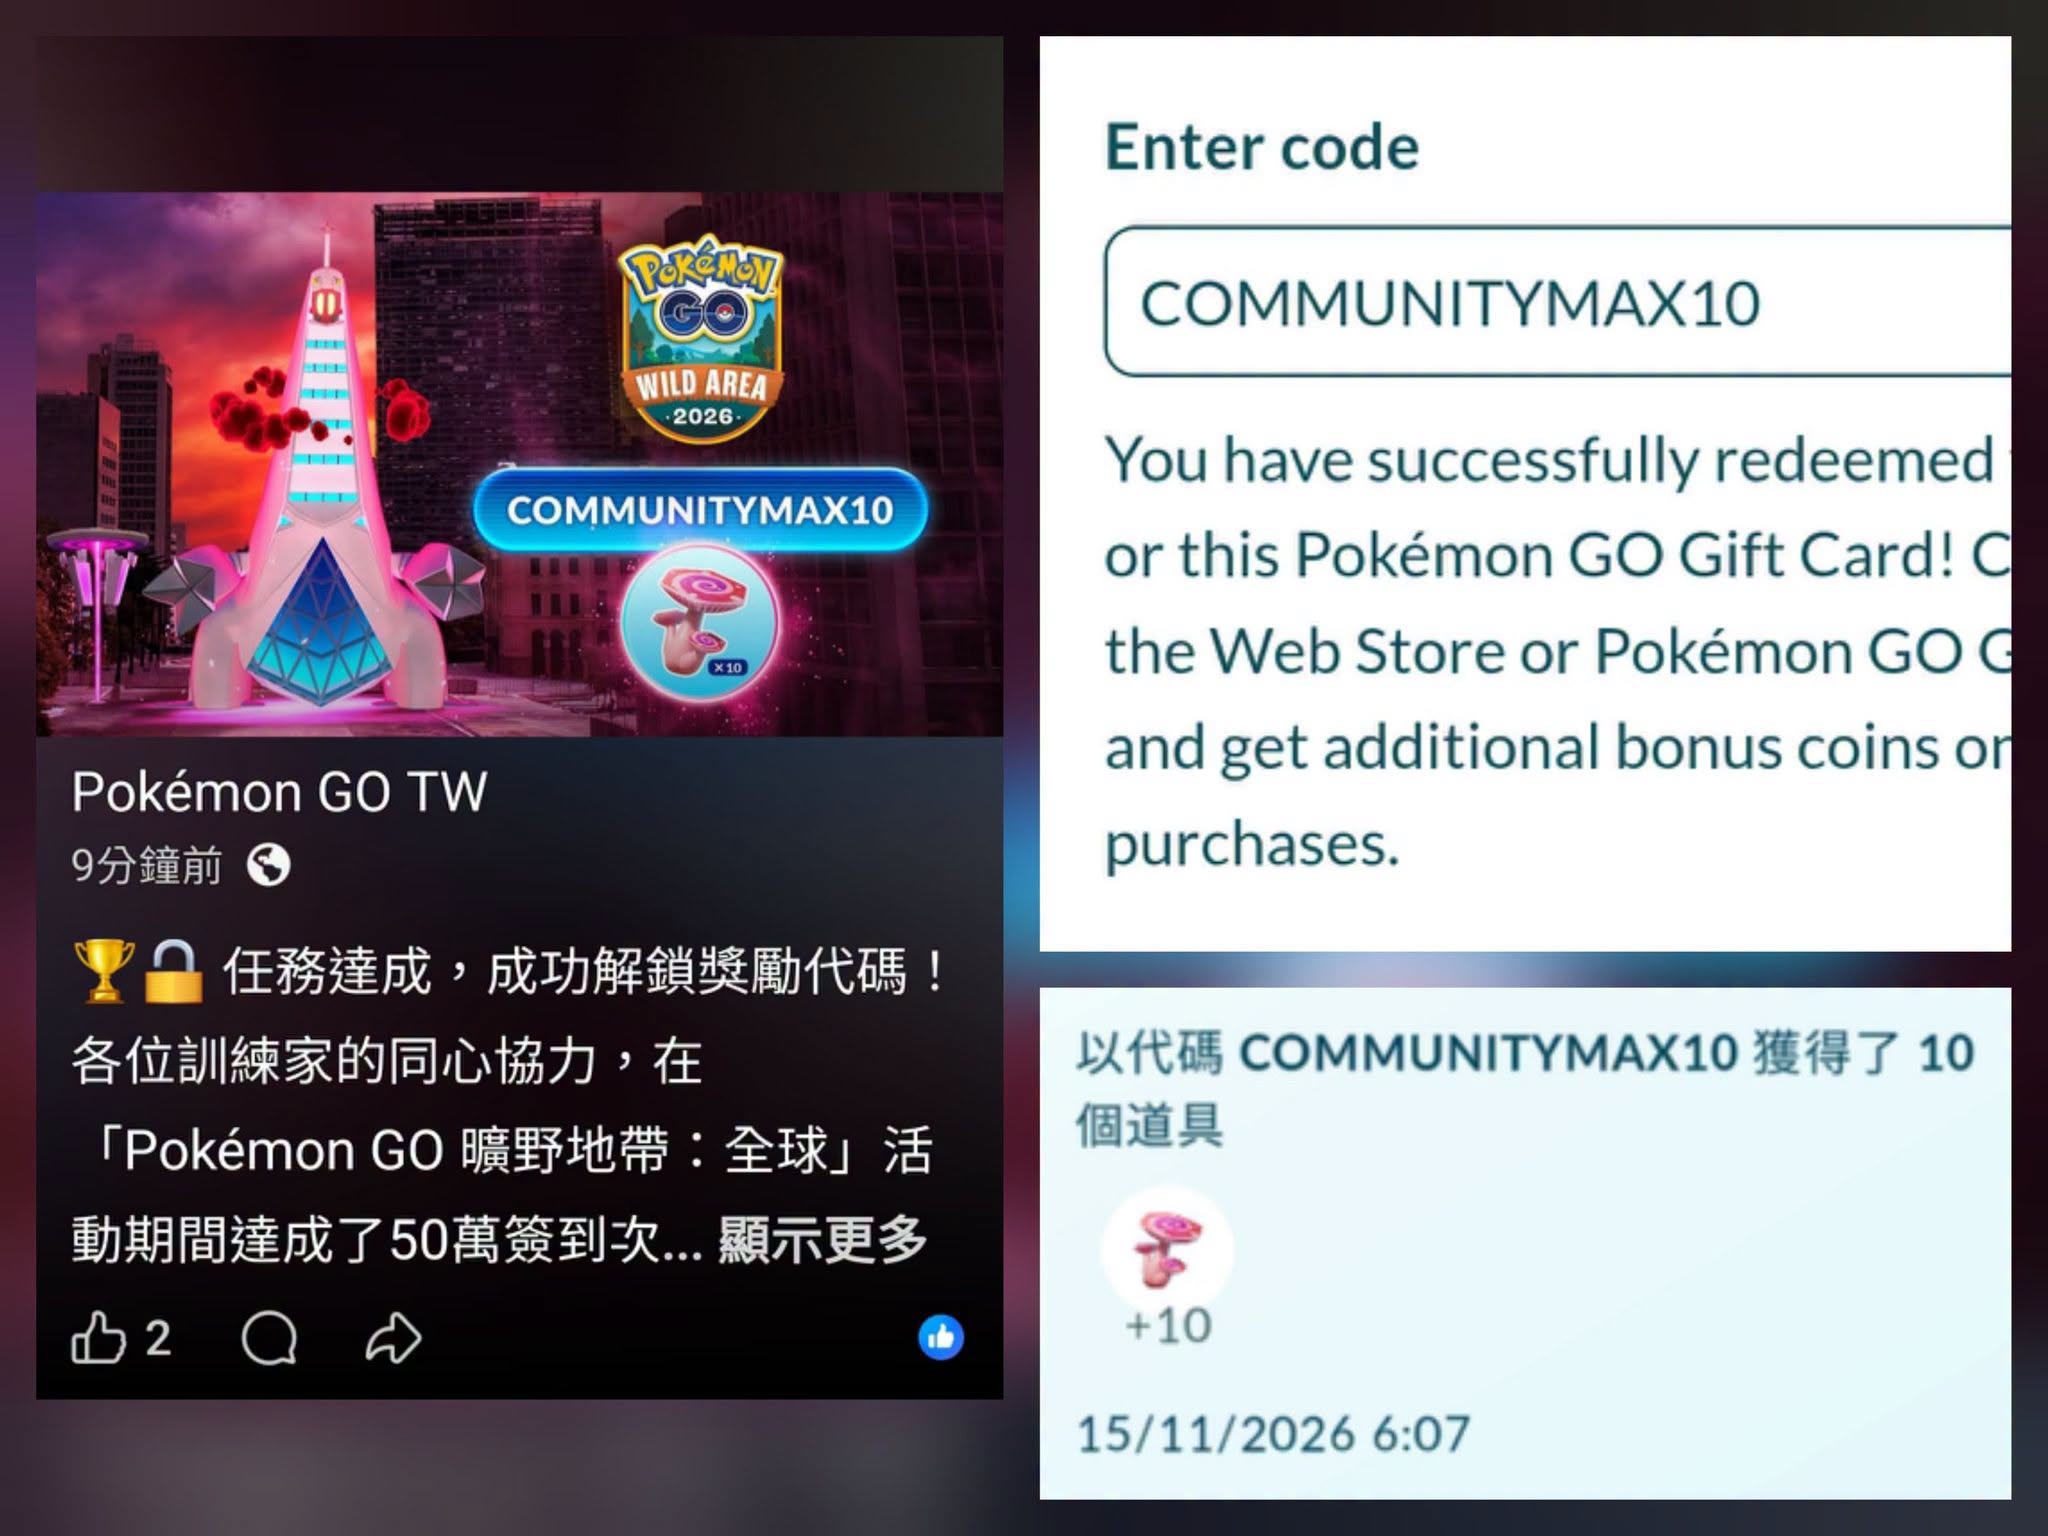 Pokémon
GO
WILD AREA
·2026·
COMMUNITYMAX10
×10
Pokémon GO TW
9分鐘前
🏆🔒 任務達成，成功解鎖獎勵代碼！
各位訓練家的同心協力，在
「Pokémon GO 曠野地帶：全球」活
動期間達成了50萬簽到次... 顯示更多
2
Enter code
COMMUNITYMAX10
You have successfully redeemed
or this Pokémon GO Gift Card! C
the Web Store or Pokémon GO G
and get additional bonus coins or
purchases.
以代碼 COMMUNITYMAX10 獲得了 10
個道具
+10
15/11/2026 6:07